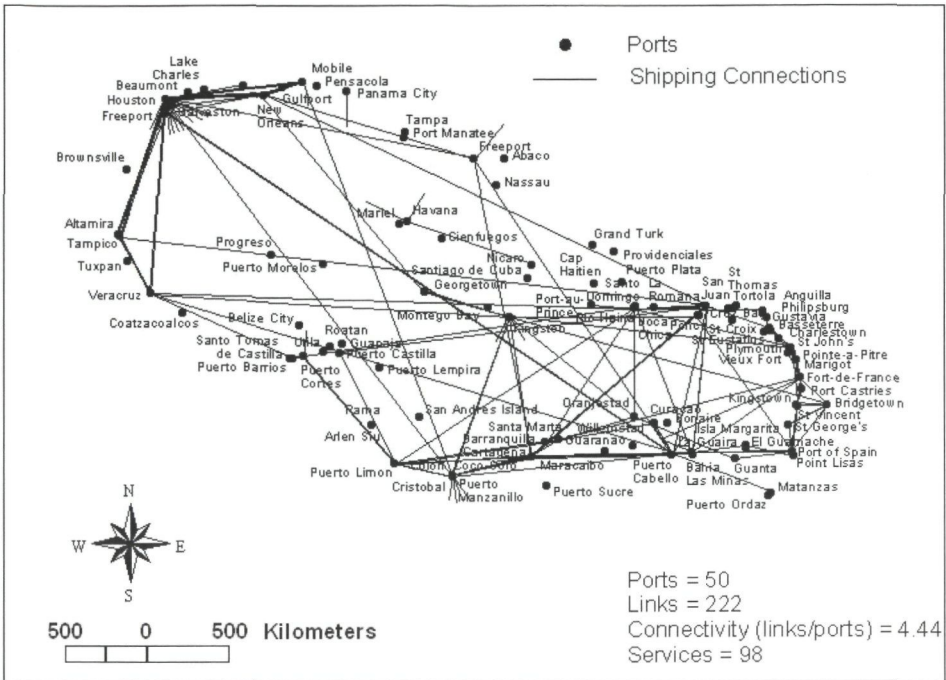 Ports
Shipping Connections
Lake
Charles
Beaumont
Houston
Freeport
Mobile
Pensacola
Panama City
Gulfport
New
Orleans
Tampa
Port Manatee
Freeport
Abaco
Nassau
Brownsville
Altamira
Tampico
Tuxpan
Veracruz
Coatzacoalcos
Mariel
Havana
Cienfuegos
Nicaro
Santiago de Cuba
Progreso
Puerto Morelos
Georgetown
Montego Bay
Kingston
Grand Turk
Providenciales
Cap
Haitien
Puerto Plata
Port-au-
Prince
Santo
Domingo
La
Romana
Rio Haina
Boca
Chica
San
Juan
Ponce
St
Thomas
Tortola
Cruz Bay
St Croix
St Eustatius
Anguilla
Philipsburg
Gustavia
Basseterre
Charlestown
St John's
Plymouth
Vieux Fort
Pointe-a-Pitre
Marigot
Fort-de-France
Port Castries
Kingstown
Bridgetown
St Vincent
St George's
Belize City
Santo Tomas
de Castilla
Puerto Barrios
Puerto
Cortes
Utila
Roatan
Guanaja
Puerto Castilla
Puerto Lempira
Rama
Arlen Siu
San Andres Island
Puerto Limon
Colon
Coco Solo
Cristobal
Puerto
Manzanillo
Santa Marta
Barranquilla
Cartagena
Guaranao
Maracaibo
Puerto Sucre
Oranjestad
Willemstad
Curacao
Bonaire
Isla Margarita
La Guaira
El Guamache
Puerto
Cabello
Bahia
Las Minas
Guanta
Port of Spain
Point Lisas
Matanzas
Puerto Ordaz
N
W
E
S
500 0 500 Kilometers
Ports = 50
Links = 222
Connectivity (links/ports) = 4.44
Services = 98